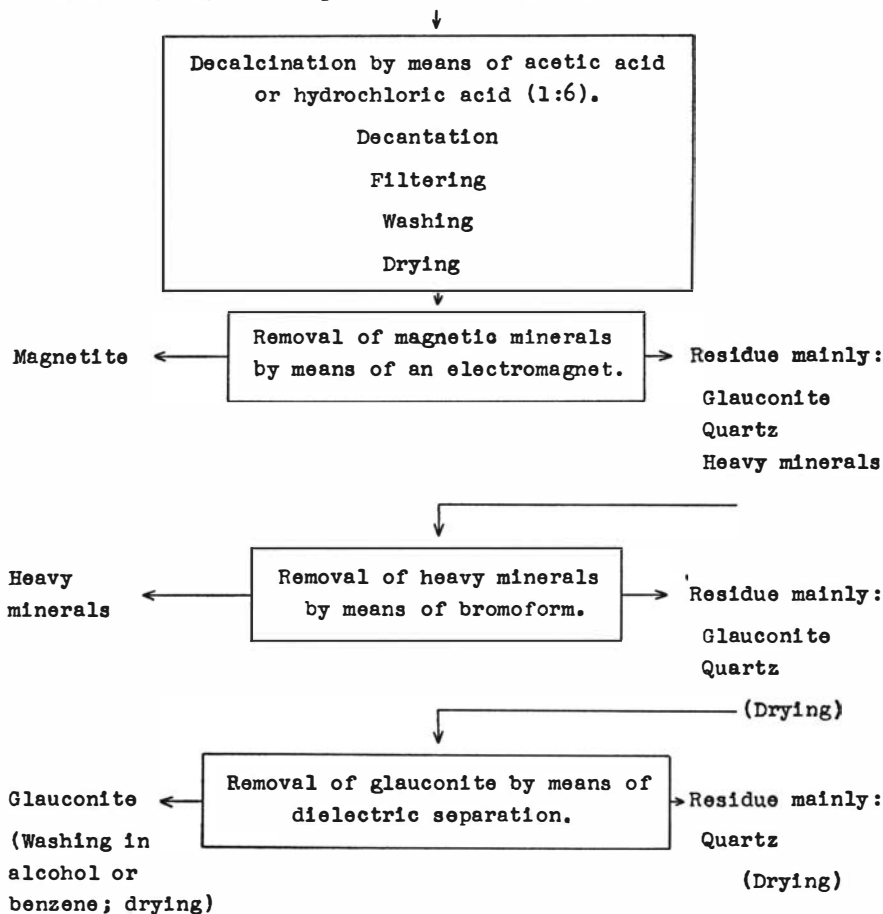 Decalcination by means of acetic acid
or hydrochloric acid (1:6).
Decantation
Filtering
Washing
Drying
Magnetite
Removal of magnetic minerals
by means of an electromagnet.
Residue mainly:
Glauconite
Quartz
Heavy minerals
Heavy
minerals
Removal of heavy minerals
by means of bromoform.
Residue mainly:
Glauconite
Quartz
(Drying)
Glauconite
(Washing in
alcohol or
benzene; drying)
Removal of glauconite by means of
dielectric separation.
Residue mainly:
Quartz
(Drying)